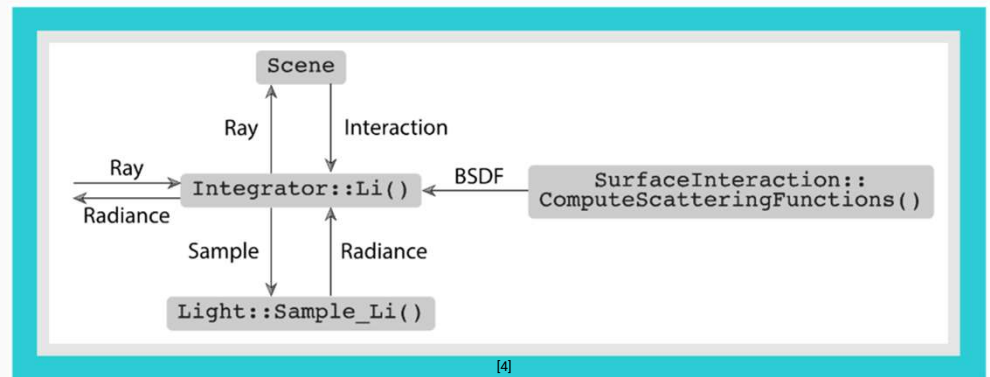 Scene
Ray
Interaction
Ray
Integrator::Li()
BSDF
SurfaceInteraction::
ComputeScatteringFunctions()
Radiance
Sample
Radiance
Light::Sample_Li()
[4]